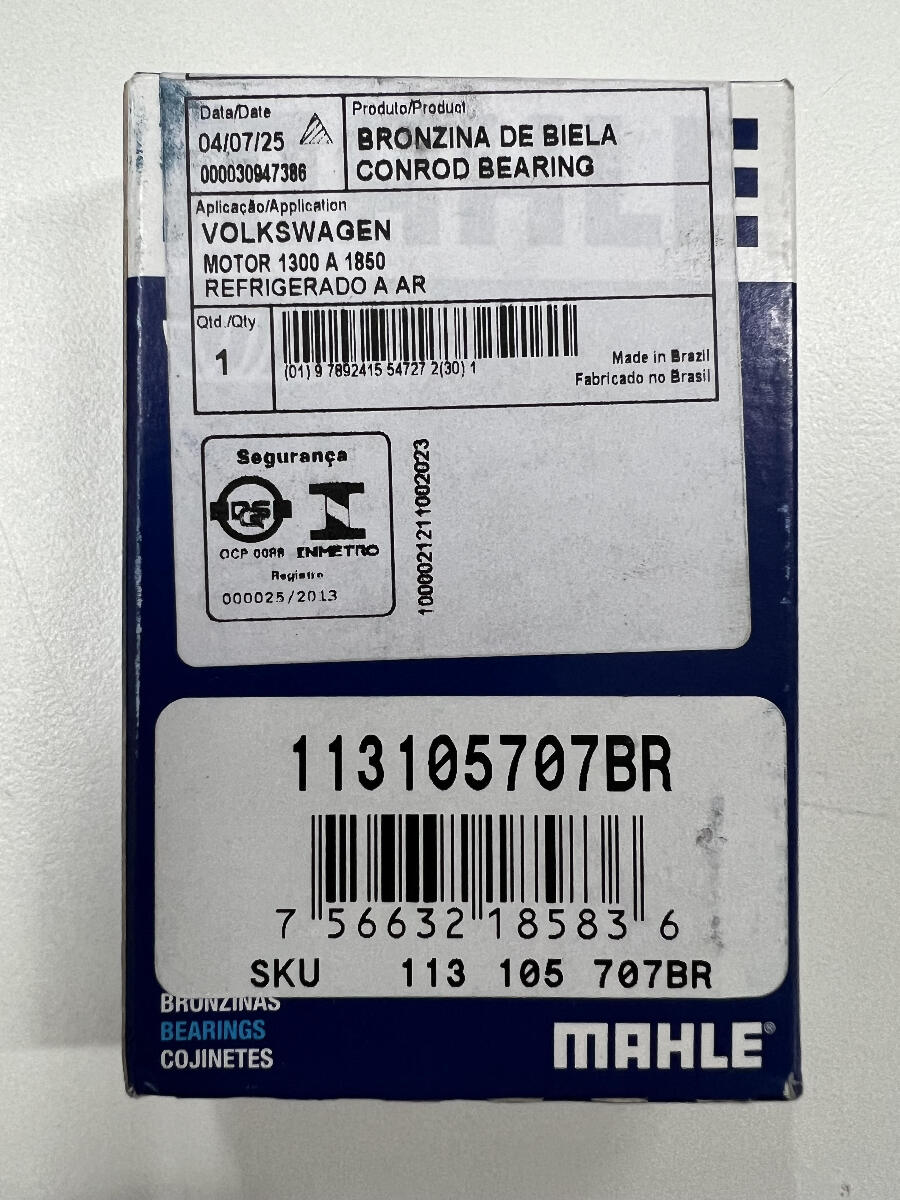 Data/Date
04/07/25
000030947386
Produto/Product
BRONZINA DE BIELA
CONROD BEARING
Aplicação/Application
VOLKSWAGEN
MOTOR 1300 A 1850
REFRIGERADO A AR
Qtd./Qty
1
(01) 9 7892415 54727 2(30) 1
Made in Brazil
Fabricado no Brasil
Segurança
OCP 0088
INMETRO
Registro
000025/2013
1000021211002023
113105707BR
7 56632 18583 6
SKU 113 105 707BR
BRONZINAS
BEARINGS
COJINETES
MAHLE®